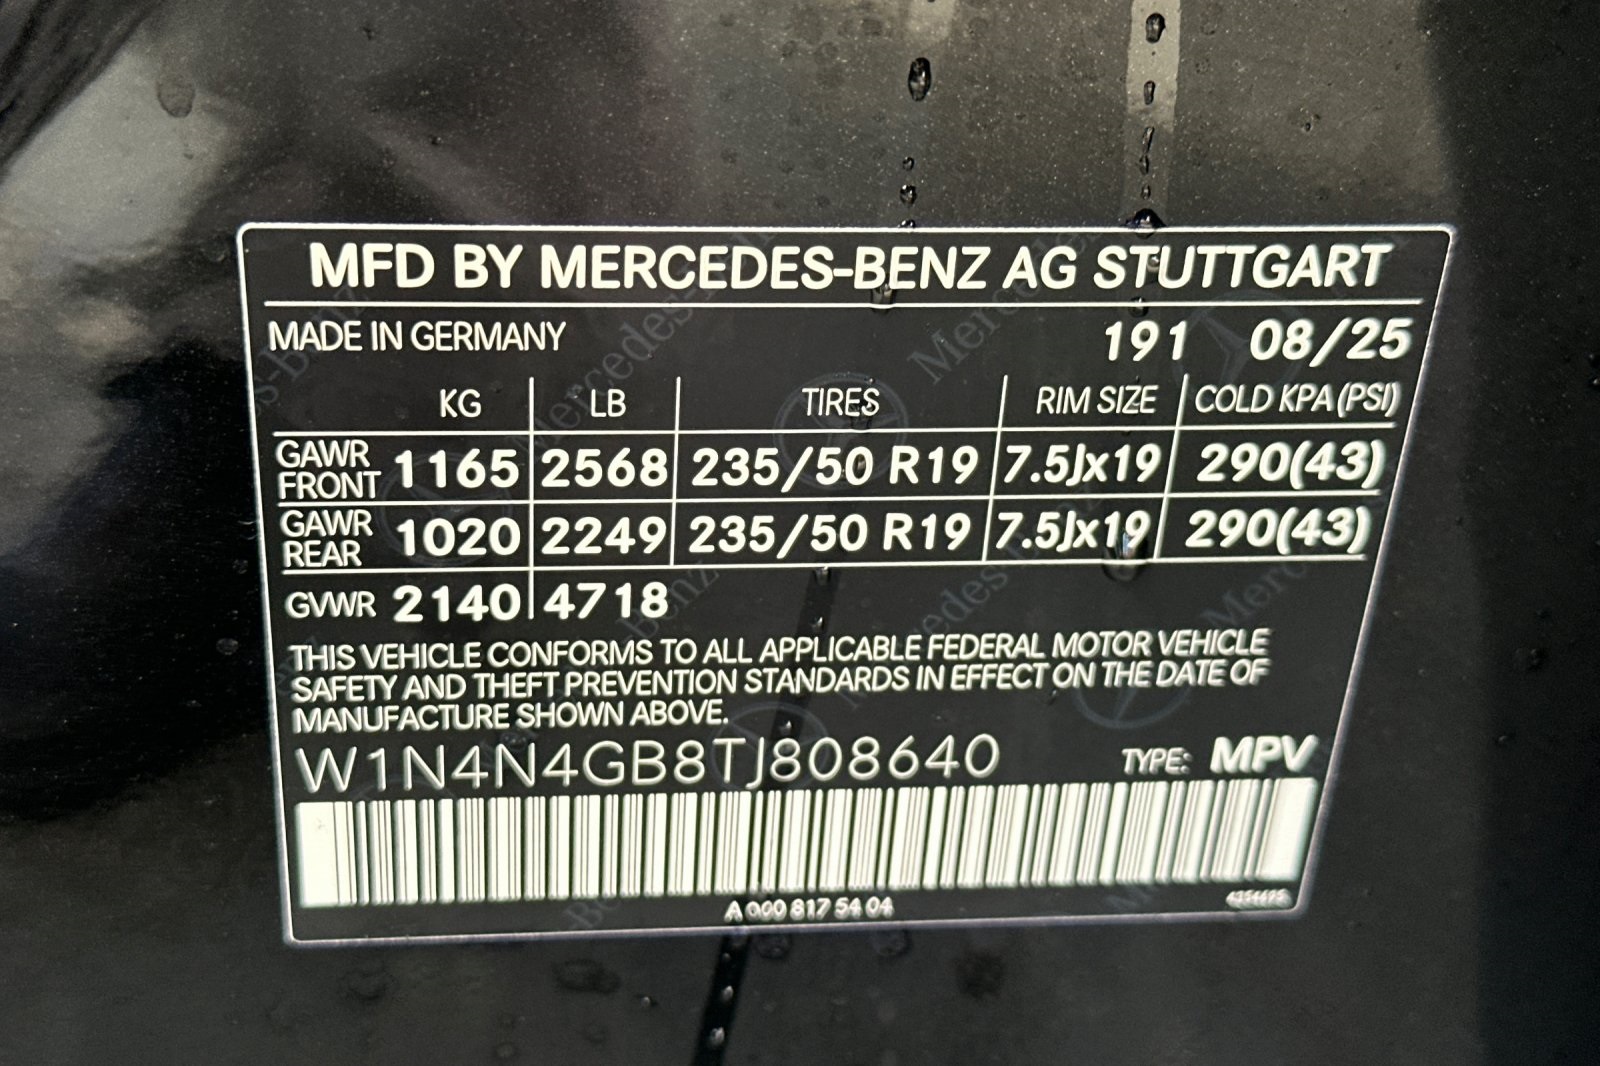 MFD BY MERCEDES-BENZ AG STUTTGART
MADE IN GERMANY 191 08/25
KG LB TIRES RIM SIZE COLD KPA (PSI)
GAWR FRONT 1165 2568 235/50 R19 7.5Jx19 290(43)
GAWR REAR 1020 2249 235/50 R19 7.5Jx19 290(43)
GVWR 2140 4718
THIS VEHICLE CONFORMS TO ALL APPLICABLE FEDERAL MOTOR VEHICLE
SAFETY AND THEFT PREVENTION STANDARDS IN EFFECT ON THE DATE OF
MANUFACTURE SHOWN ABOVE.
W1N4N4GB8TJ808640 TYPE: MPV
A 000 817 54 04